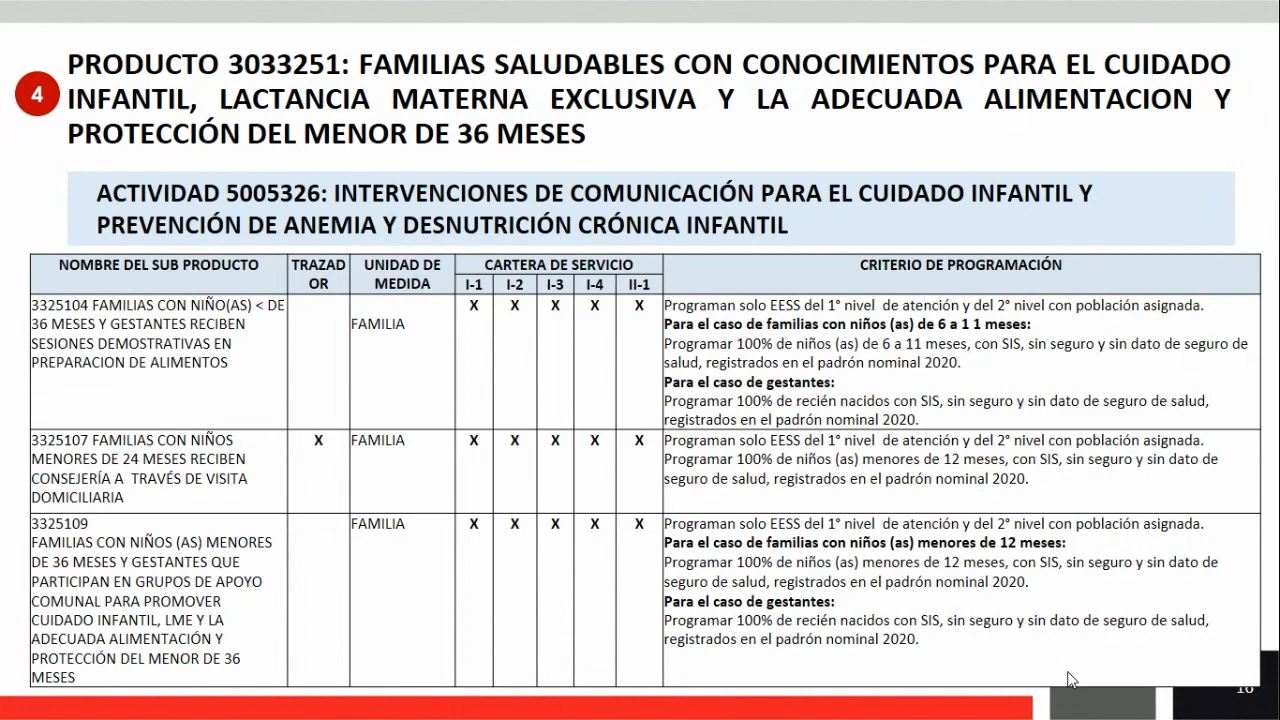 4
PRODUCTO 3033251: FAMILIAS SALUDABLES CON CONOCIMIENTOS PARA EL CUIDADO
INFANTIL, LACTANCIA MATERNA EXCLUSIVA Y LA ADECUADA ALIMENTACION Y
PROTECCIÓN DEL MENOR DE 36 MESES
ACTIVIDAD 5005326: INTERVENCIONES DE COMUNICACIÓN PARA EL CUIDADO INFANTIL Y
PREVENCIÓN DE ANEMIA Y DESNUTRICIÓN CRÓNICA INFANTIL
NOMBRE DEL SUB PRODUCTO
TRAZAD
OR
UNIDAD DE
MEDIDA
CARTERA DE SERVICIO
I-1 I-2 I-3 I-4 II-1
CRITERIO DE PROGRAMACIÓN
3325104 FAMILIAS CON NIÑO(AS) < DE
36 MESES Y GESTANTES RECIBEN
SESIONES DEMOSTRATIVAS EN
PREPARACION DE ALIMENTOS
FAMILIA
X X X X X
Programan solo EESS del 1° nivel de atención y del 2° nivel con población asignada.
Para el caso de familias con niños (as) de 6 a 1 1 meses:
Programar 100% de niños (as) de 6 a 11 meses, con SIS, sin seguro y sin dato de seguro de
salud, registrados en el padrón nominal 2020.
Para el caso de gestantes:
Programar 100% de recién nacidos con SIS, sin seguro y sin dato de seguro de salud,
registrados en el padrón nominal 2020.
3325107 FAMILIAS CON NIÑOS
MENORES DE 24 MESES RECIBEN
CONSEJERÍA A TRAVÉS DE VISITA
DOMICILIARIA
X
FAMILIA
X X X X X
Programan solo EESS del 1° nivel de atención y del 2° nivel con población asignada.
Programar 100% de niños (as) menores de 12 meses, con SIS, sin seguro y sin dato de
seguro de salud, registrados en el padrón nominal 2020.
3325109
FAMILIAS CON NIÑOS (AS) MENORES
DE 36 MESES Y GESTANTES QUE
PARTICIPAN EN GRUPOS DE APOYO
COMUNAL PARA PROMOVER
CUIDADO INFANTIL, LME Y LA
ADECUADA ALIMENTACIÓN Y
PROTECCIÓN DEL MENOR DE 36
MESES
FAMILIA
X X X X X
Programan solo EESS del 1° nivel de atención y del 2° nivel con población asignada.
Para el caso de familias con niños (as) menores de 12 meses:
Programar 100% de niños (as) menores de 12 meses, con SIS, sin seguro y sin dato de
seguro de salud, registrados en el padrón nominal 2020.
Para el caso de gestantes:
Programar 100% de recién nacidos con SIS, sin seguro y sin dato de seguro de salud,
registrados en el padrón nominal 2020.
16